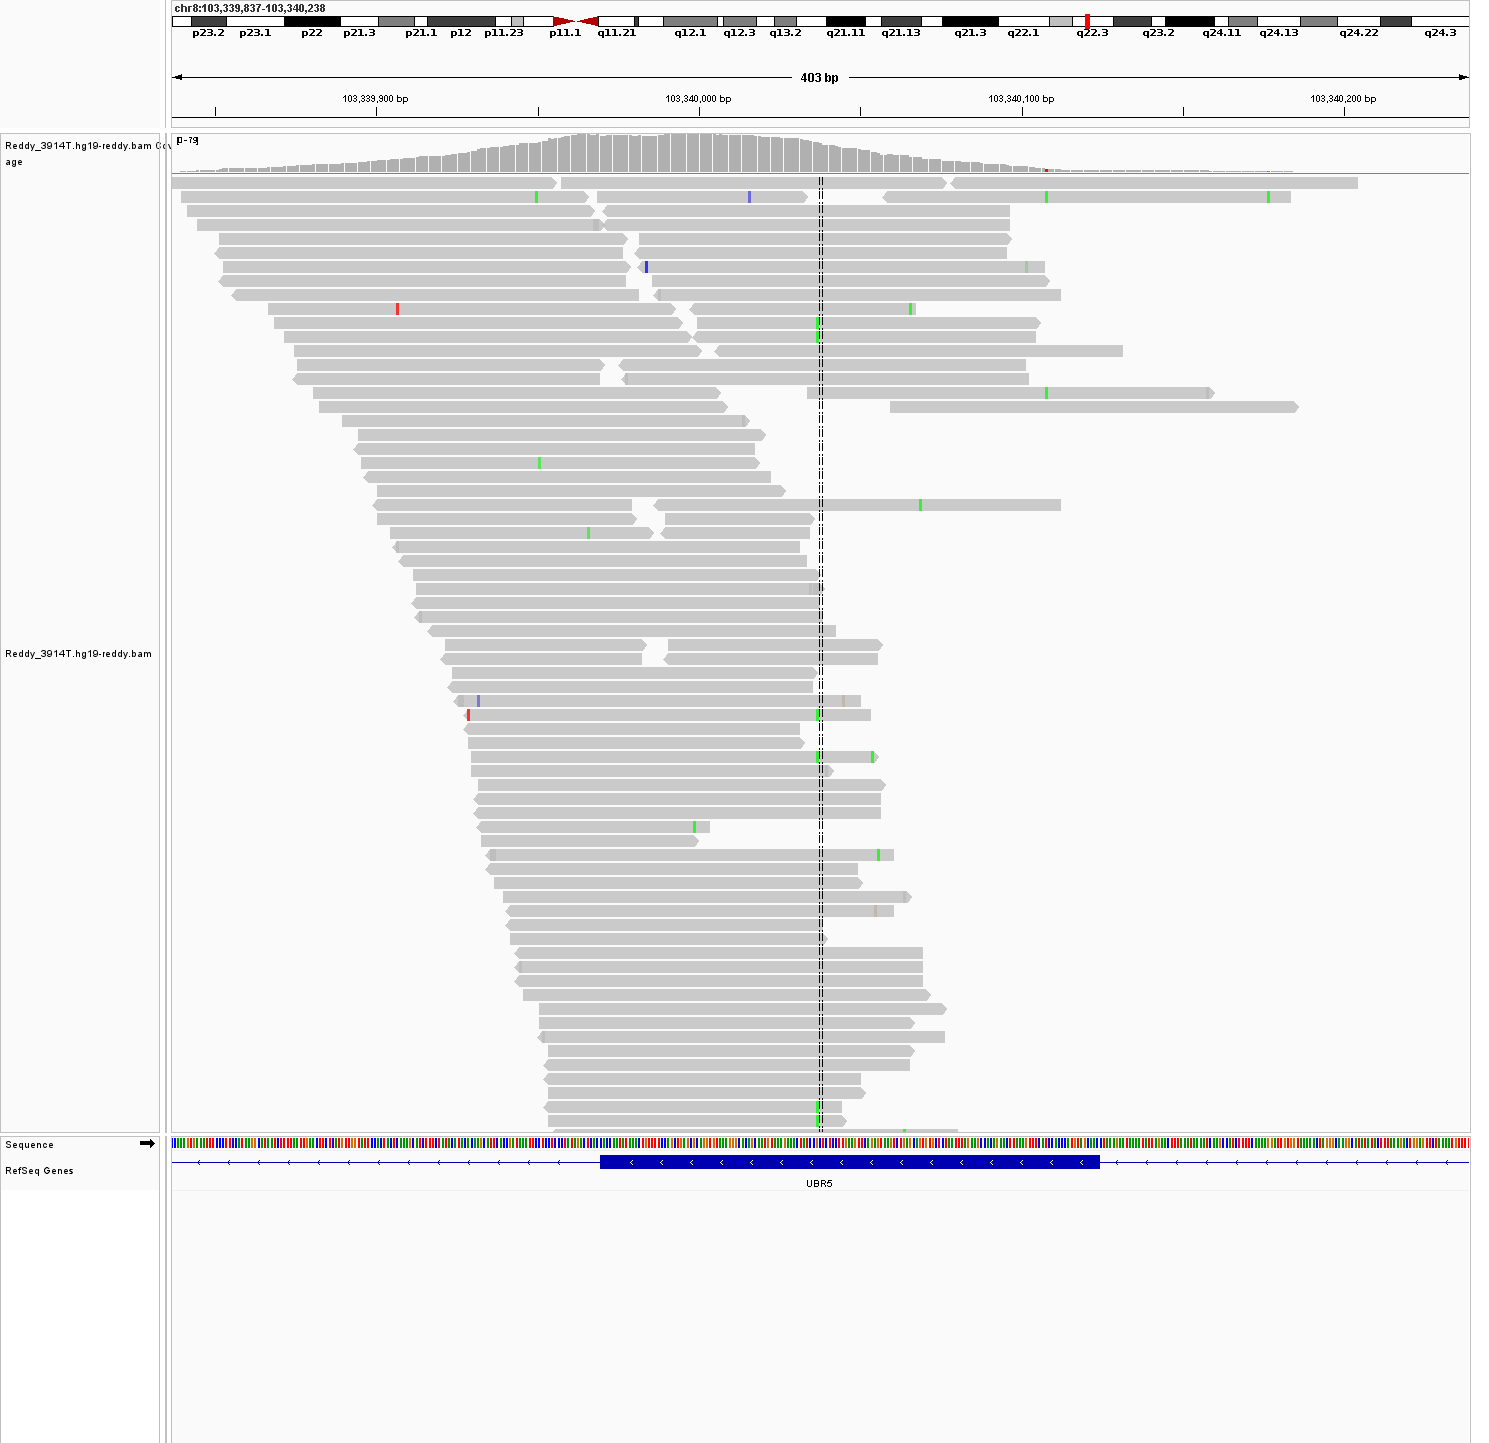 chr8:103,339,837-103,340,238
p23.2 p23.1 p22 p21.3 p21.1 p12 p11.23 p11.1 q11.21 q12.1 q12.3 q13.2 q21.11 q21.13 q21.3 q22.1 q22.3 q23.2 q24.11 q24.13 q24.22 q24.3
403 bp
103,339,900 bp 103,340,000 bp 103,340,100 bp 103,340,200 bp
[0-79]
Reddy_3914T.hg19-reddy.bam Cov
age
Reddy_3914T.hg19-reddy.bam
Sequence
RefSeq Genes
UBR5